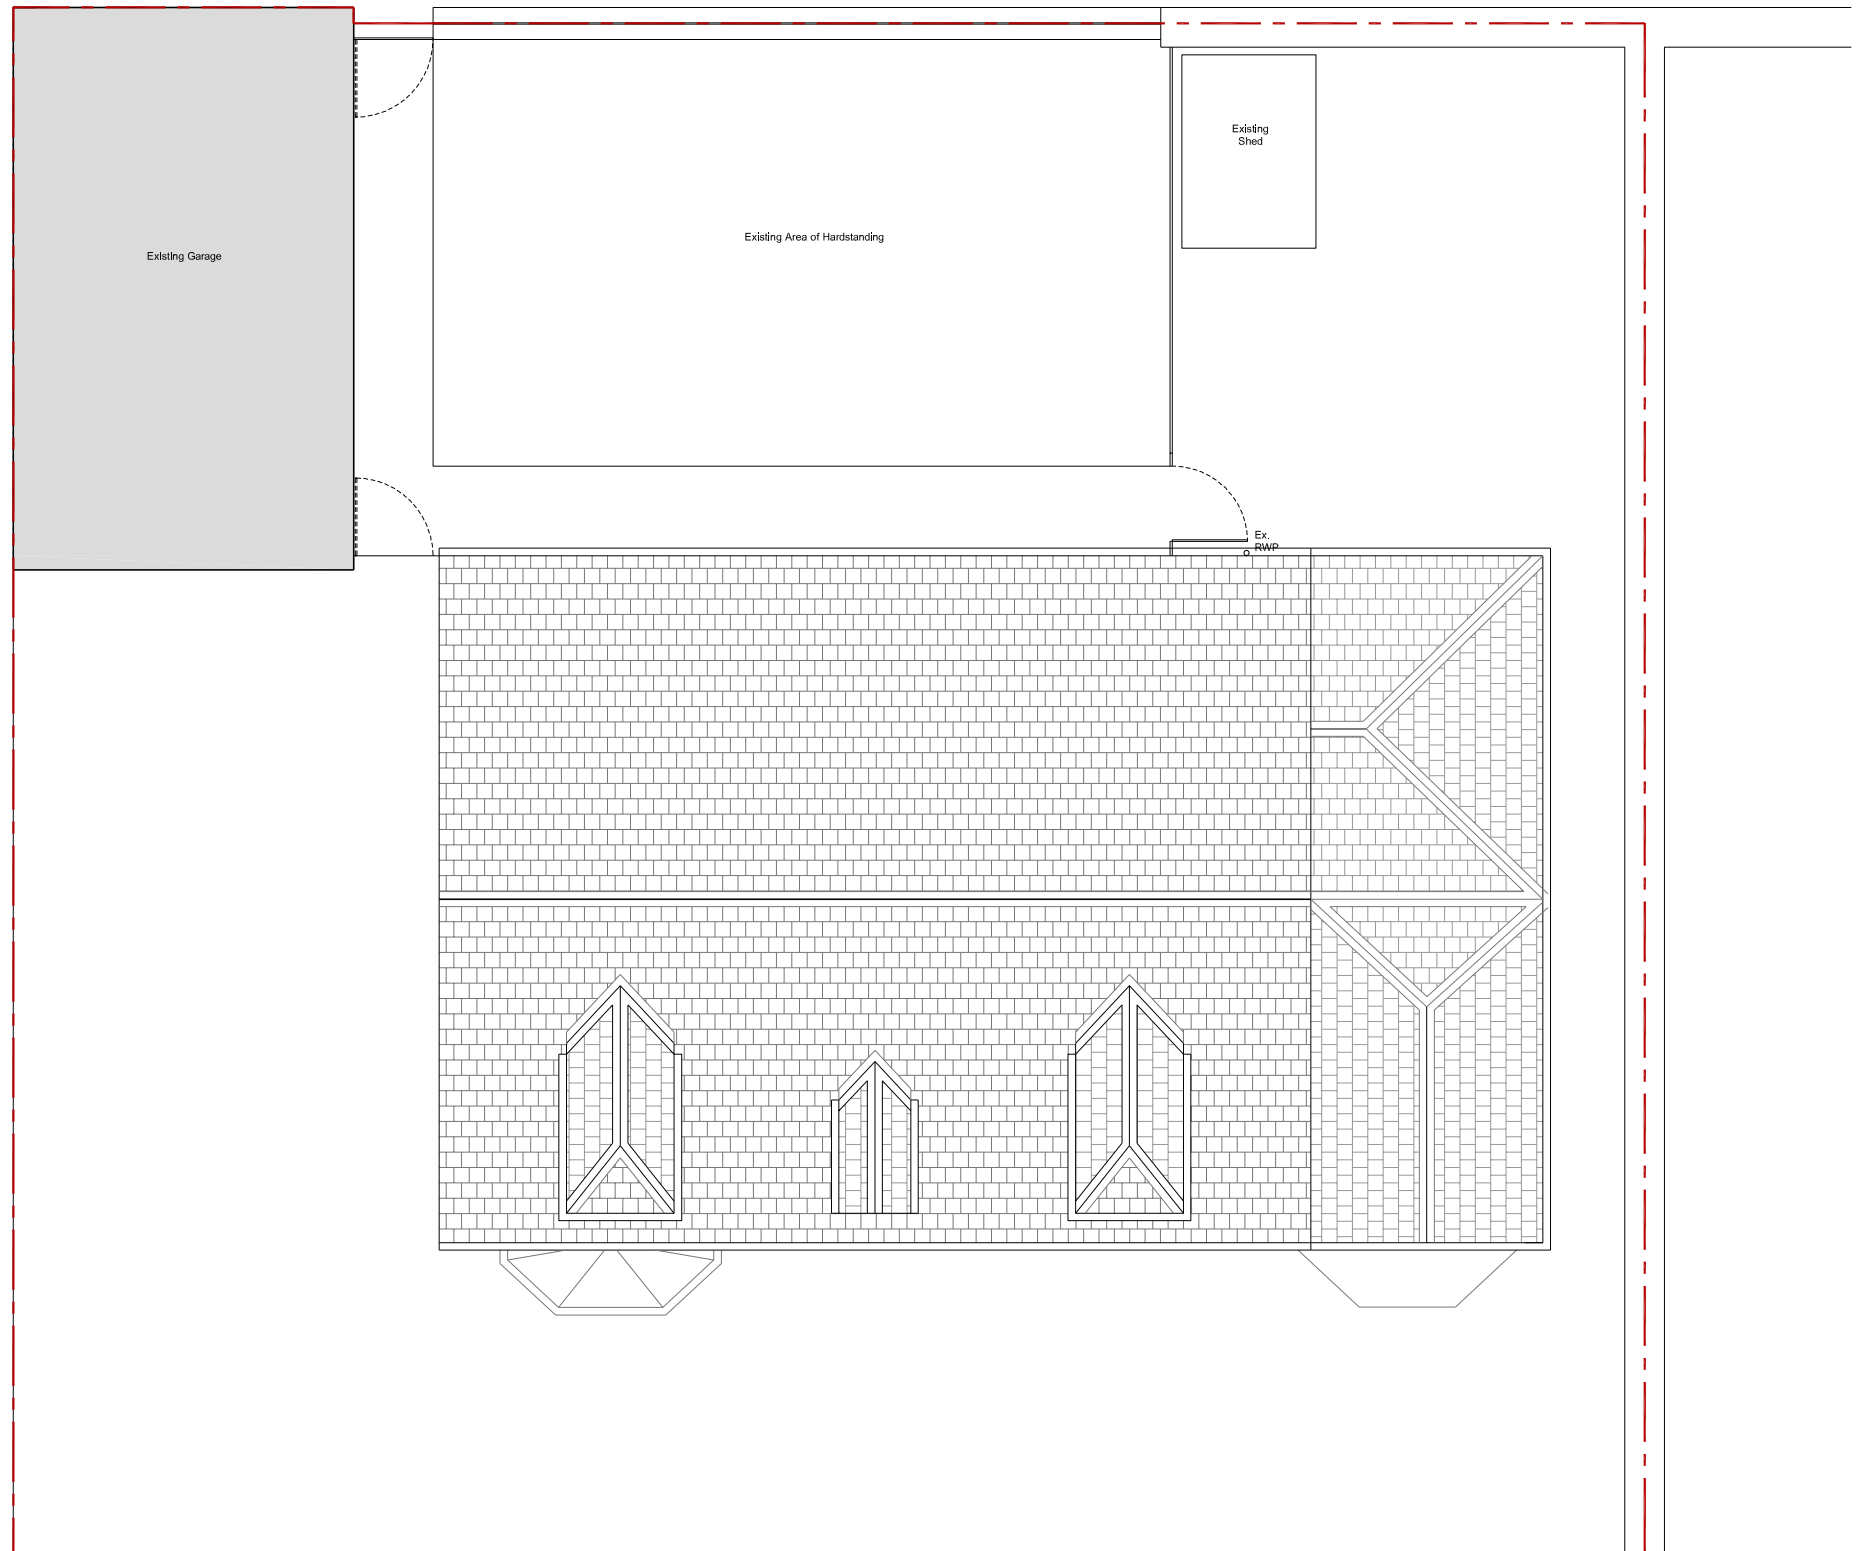 Existing
Shed
Existing Area of Hardstanding
Existing Garage
Ex.
RWP